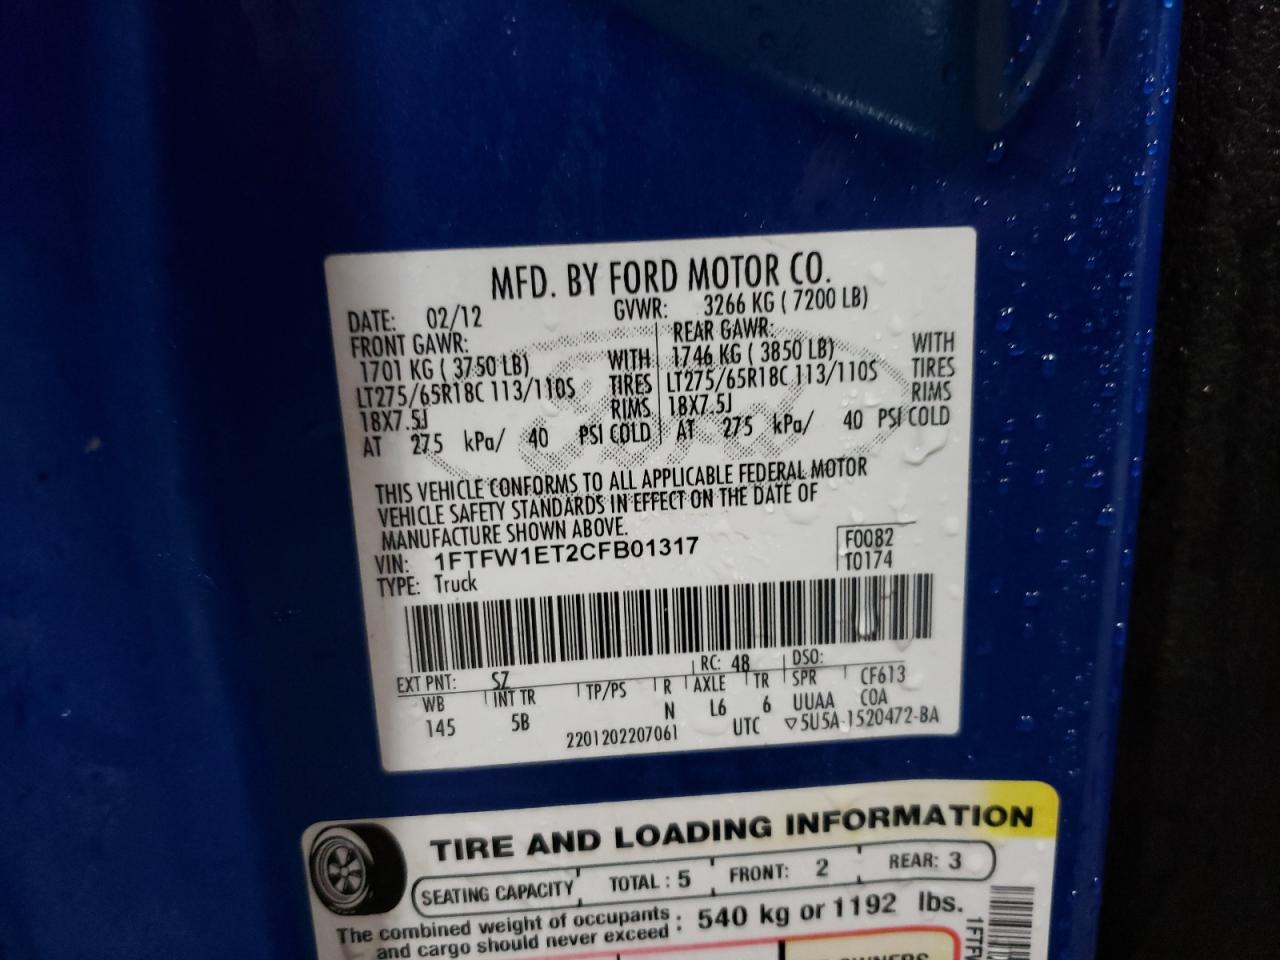 MFD. BY FORD MOTOR CO.
DATE: 02/12 GVWR: 3266 KG ( 7200 LB)
FRONT GAWR: REAR GAWR:
1701 KG ( 3750 LB) WITH 1746 KG ( 3850 LB) WITH
LT275/65R18C 113/110S TIRES LT275/65R18C 113/110S TIRES
18X7.5J RIMS 18X7.5J RIMS
AT 275 kPa/ 40 PSI COLD AT 275 kPa/ 40 PSI COLD
THIS VEHICLE CONFORMS TO ALL APPLICABLE FEDERAL MOTOR
VEHICLE SAFETY STANDARDS IN EFFECT ON THE DATE OF
MANUFACTURE SHOWN ABOVE.
VIN: 1FTFW1ET2CFB01317 F0082
TYPE: Truck T0174
EXT PNT: SZ RC: 48 DSO:
WB INT TR TP/PS R AXLE TR SPR CF613
145 5B N L6 6 UUAA COA
2201202207061 UTC ▽5U5A-1520472-BA
TIRE AND LOADING INFORMATION
SEATING CAPACITY TOTAL : 5 FRONT: 2 REAR: 3
The combined weight of occupants
and cargo should never exceed : 540 kg or 1192 lbs.